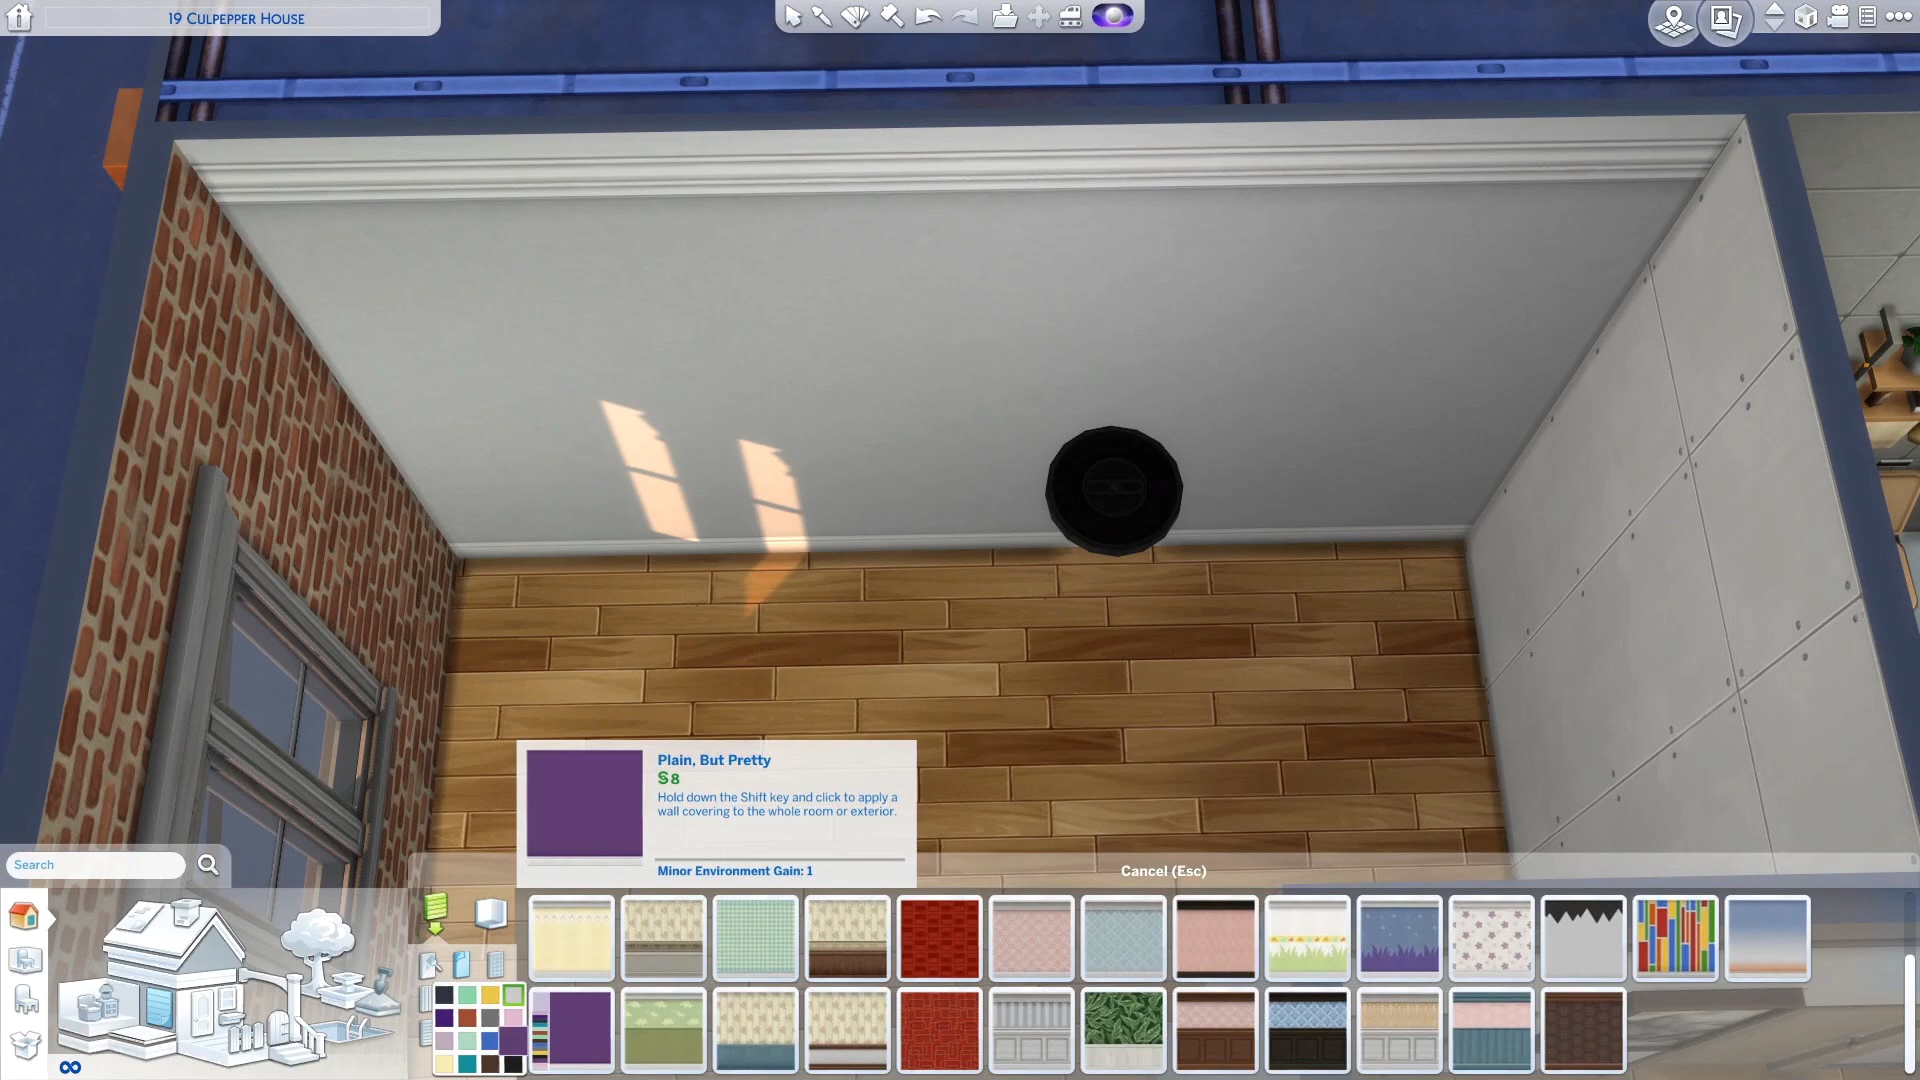 19 Culpepper House
Plain, But Pretty
§8
Hold down the Shift key and click to apply a
wall covering to the whole room or exterior.
Minor Environment Gain: 1
Cancel (Esc)
Search